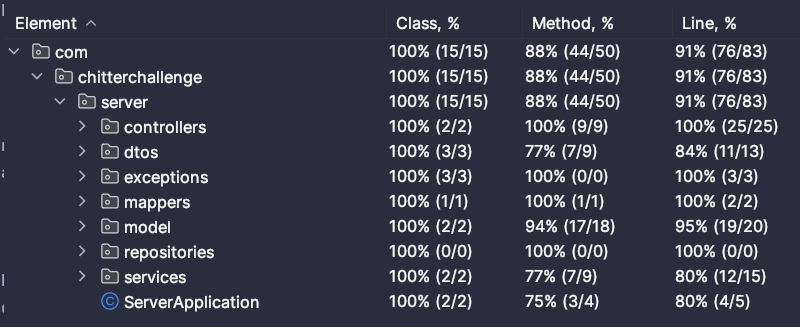 Element Class, % Method, % Line, %
com 100% (15/15) 88% (44/50) 91% (76/83)
chitterchallenge 100% (15/15) 88% (44/50) 91% (76/83)
server 100% (15/15) 88% (44/50) 91% (76/83)
controllers 100% (2/2) 100% (9/9) 100% (25/25)
dtos 100% (3/3) 77% (7/9) 84% (11/13)
exceptions 100% (3/3) 100% (0/0) 100% (3/3)
mappers 100% (1/1) 100% (1/1) 100% (2/2)
model 100% (2/2) 94% (17/18) 95% (19/20)
repositories 100% (0/0) 100% (0/0) 100% (0/0)
services 100% (2/2) 77% (7/9) 80% (12/15)
C ServerApplication 100% (2/2) 75% (3/4) 80% (4/5)